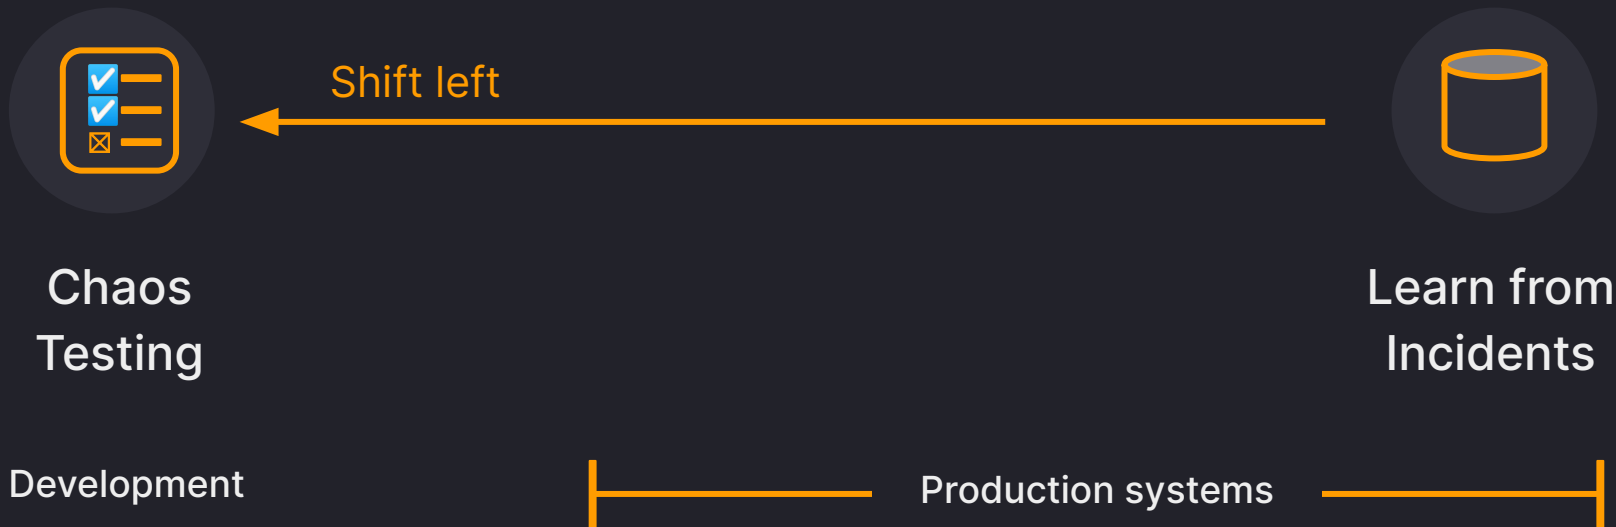 Shift left
Chaos
Testing
Learn from
Incidents
Development
Production systems